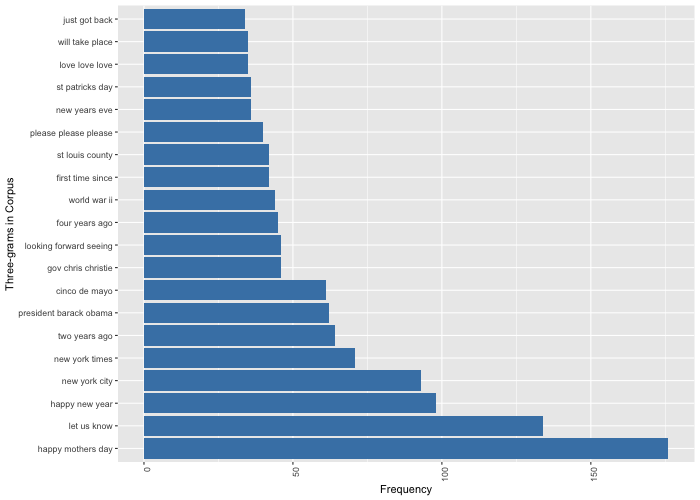 Three-grams in Corpus
just got back
will take place
love love love
st patricks day
new years eve
please please please
st louis county
first time since
world war ii
four years ago
looking forward seeing
gov chris christie
cinco de mayo
president barack obama
two years ago
new york times
new york city
happy new year
let us know
happy mothers day
0
50
100
150
Frequency